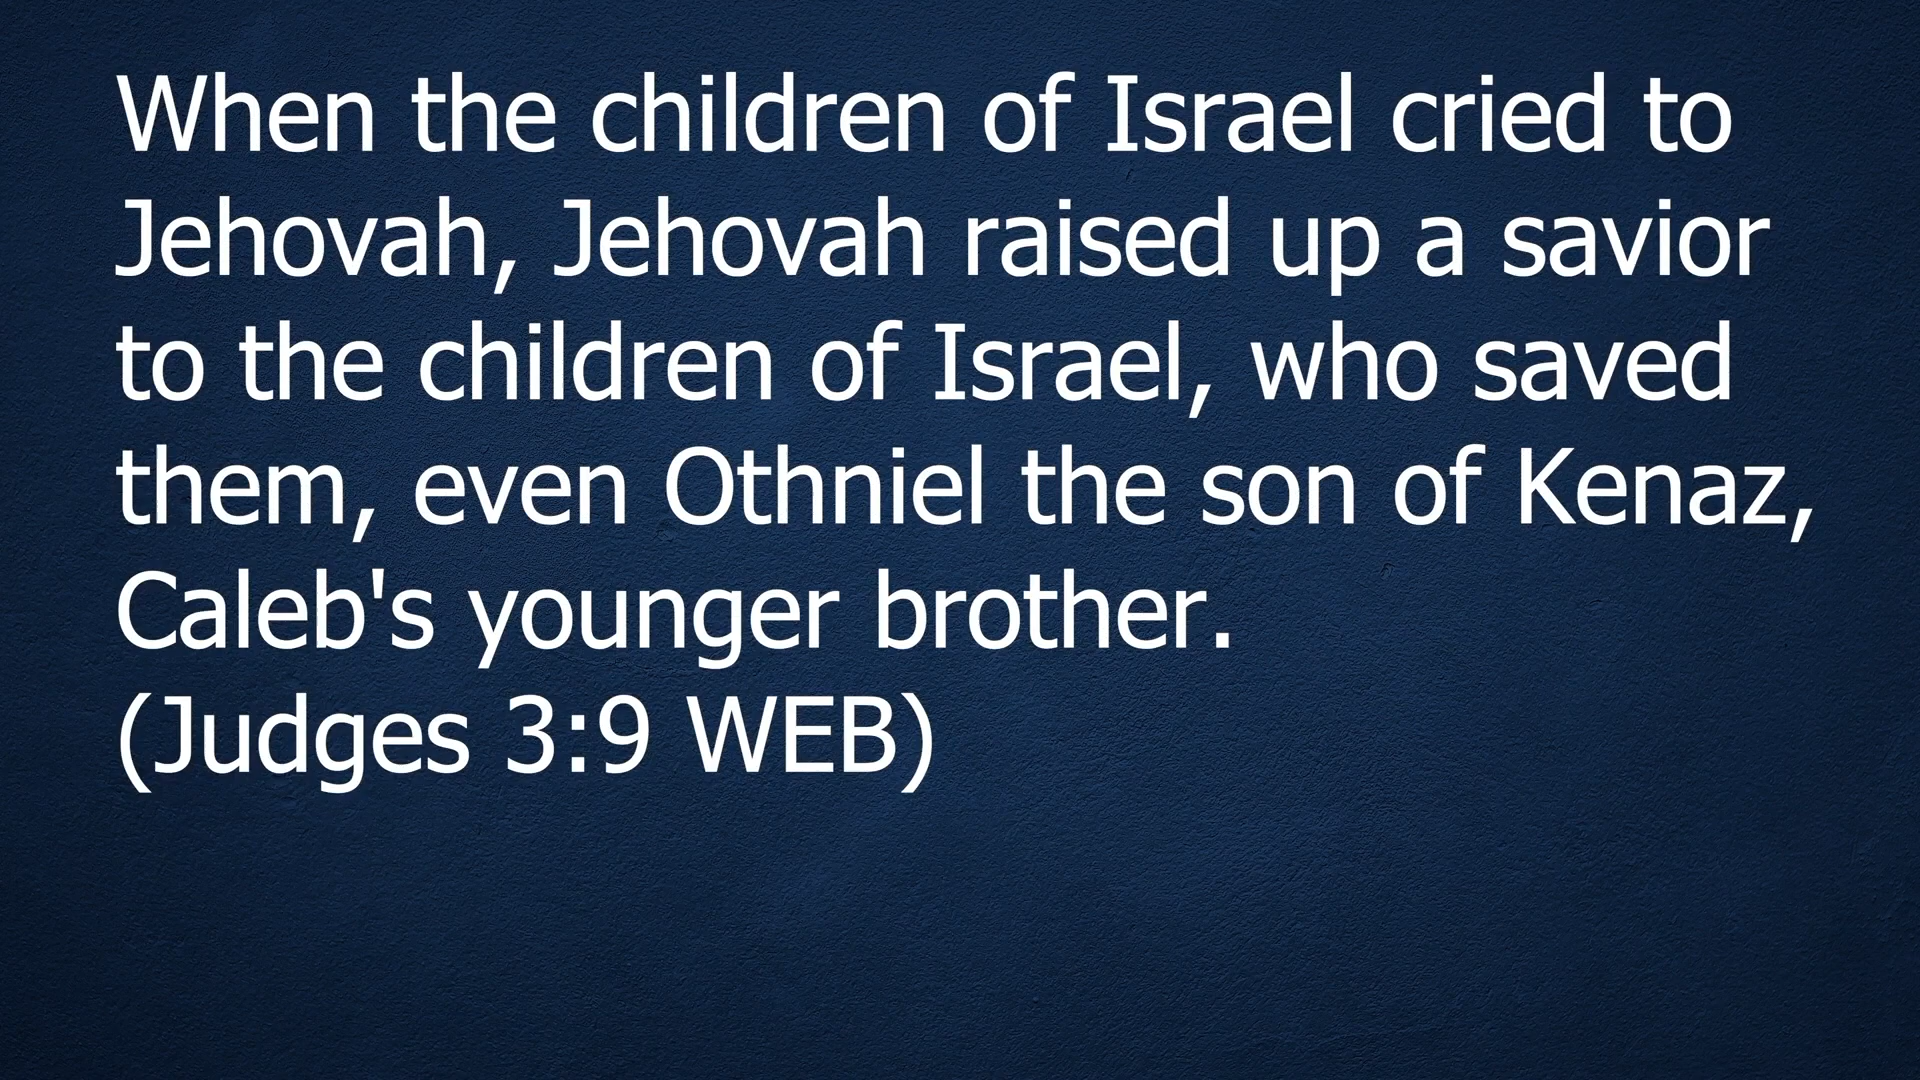 When the children of Israel cried to
Jehovah, Jehovah raised up a savior
to the children of Israel, who saved
them, even Othniel the son of Kenaz,
Caleb's younger brother.
(Judges 3:9 WEB)